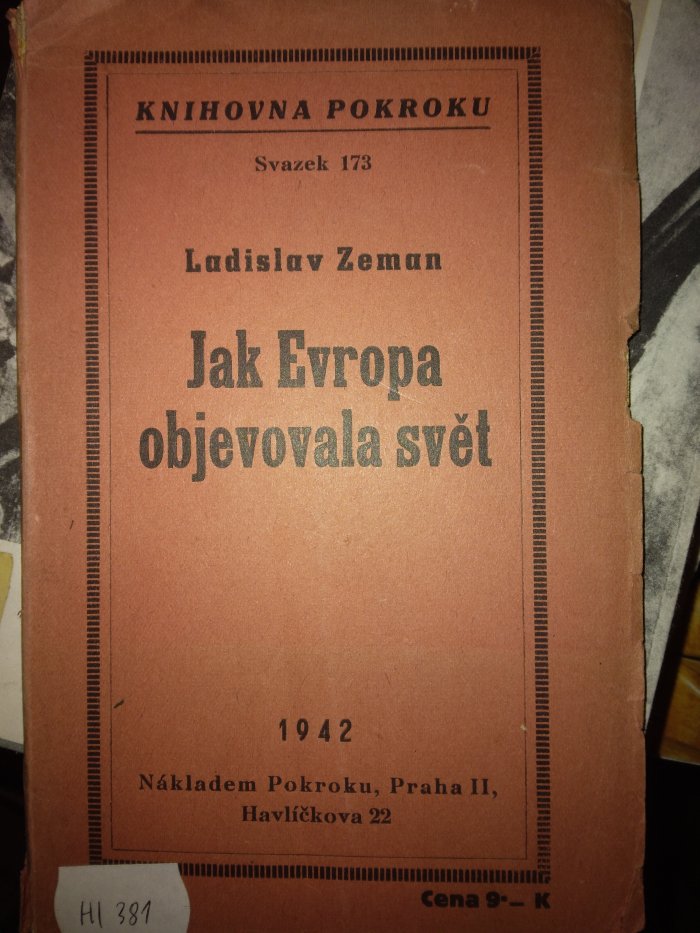 KNIHOVNA POKROKU
Svazek 173
Ladislav Zeman
Jak Evropa
objevovala svět
1942
Nákladem Pokroku, Praha II,
Havlíčkova 22
Cena 9·– K
HI 381